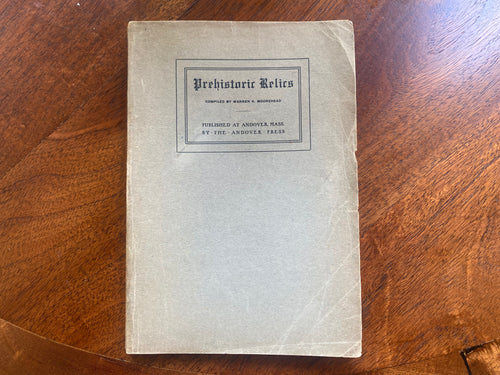 Prehistoric Relics
COMPILED BY WARREN K. MOOREHEAD
PUBLISHED AT ANDOVER, MASS.
BY · THE · ANDOVER · PRESS